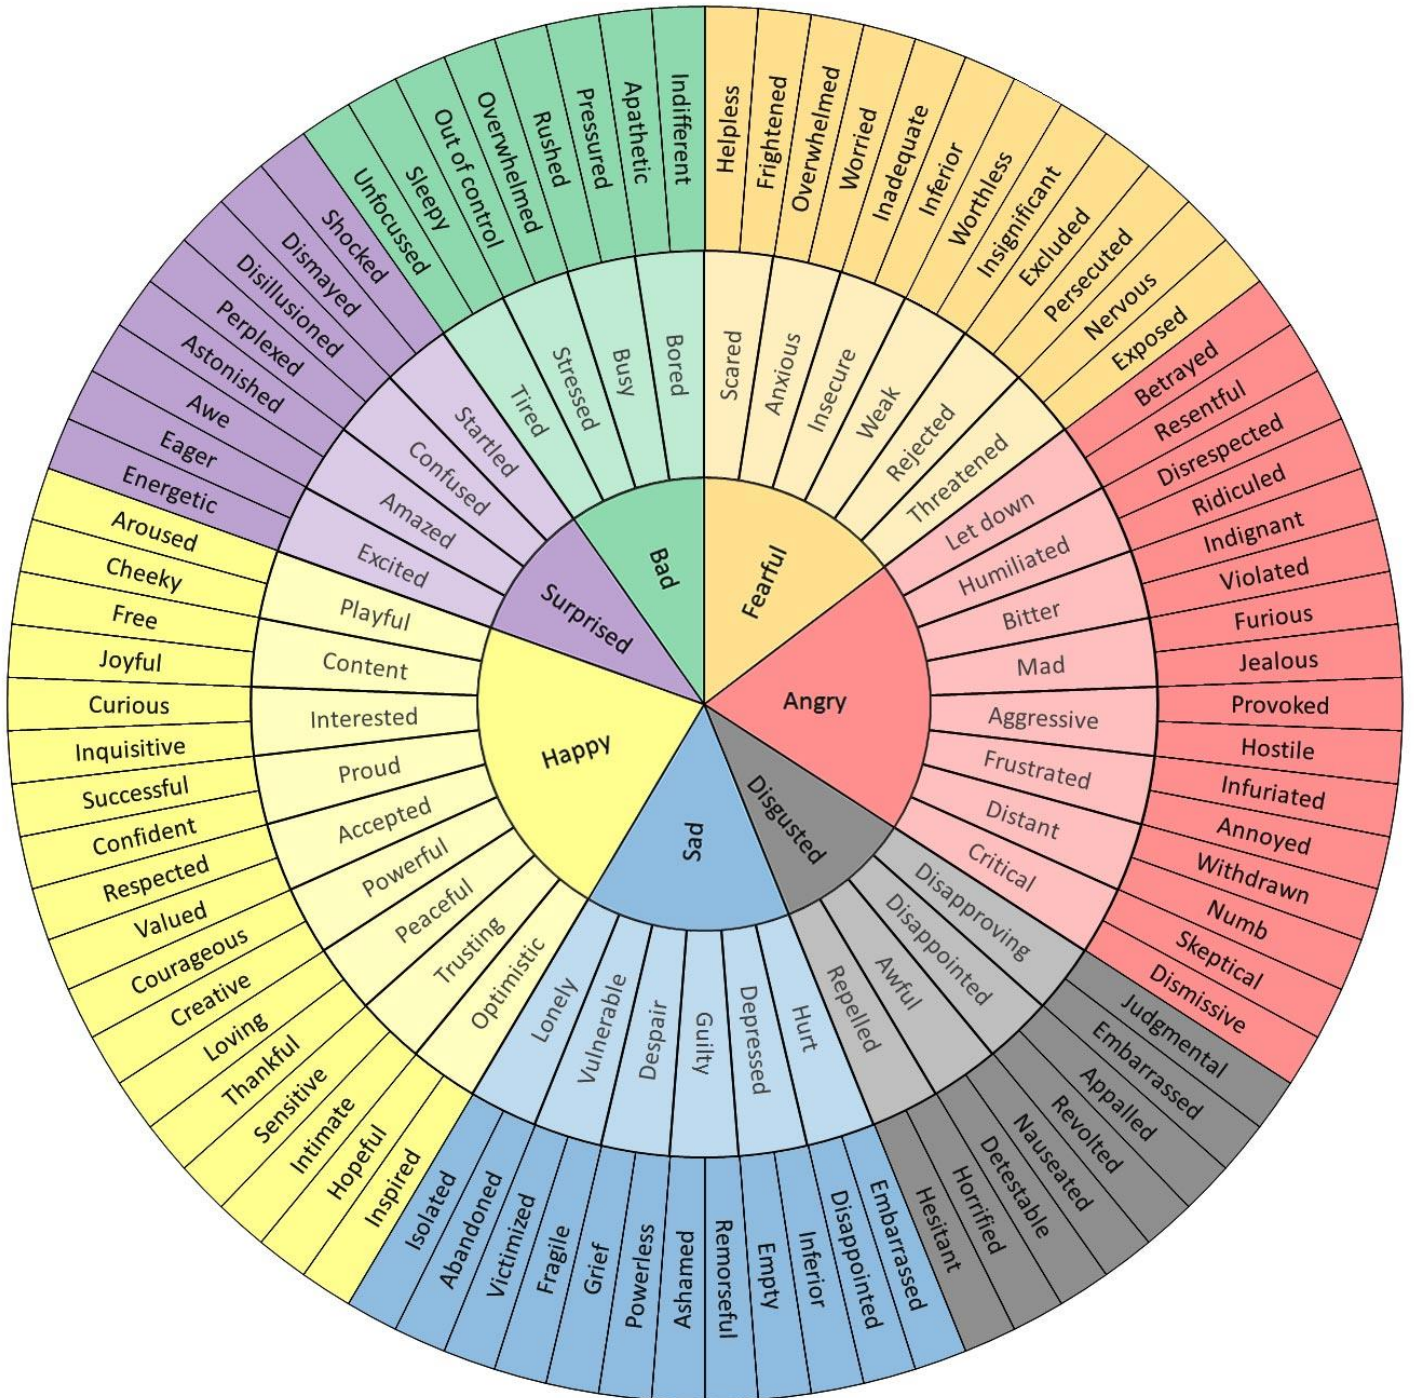 Fearful
Angry
Disgusted
Sad
Happy
Surprised
Bad
Scared
Anxious
Insecure
Weak
Rejected
Threatened
Let down
Humiliated
Bitter
Mad
Aggressive
Frustrated
Distant
Critical
Disapproving
Disappointed
Awful
Repelled
Hurt
Depressed
Guilty
Despair
Vulnerable
Lonely
Optimistic
Trusting
Peaceful
Powerful
Accepted
Proud
Interested
Content
Playful
Excited
Amazed
Confused
Startled
Tired
Stressed
Busy
Bored
Helpless
Frightened
Overwhelmed
Worried
Inadequate
Inferior
Worthless
Insignificant
Excluded
Persecuted
Nervous
Exposed
Betrayed
Resentful
Disrespected
Ridiculed
Indignant
Violated
Furious
Jealous
Provoked
Hostile
Infuriated
Annoyed
Withdrawn
Numb
Skeptical
Dismissive
Judgmental
Embarrassed
Appalled
Revolted
Nauseated
Detestable
Horrified
Hesitant
Embarrassed
Disappointed
Inferior
Empty
Remorseful
Ashamed
Powerless
Grief
Fragile
Victimized
Abandoned
Isolated
Inspired
Hopeful
Intimate
Sensitive
Thankful
Loving
Creative
Courageous
Valued
Respected
Confident
Successful
Inquisitive
Curious
Joyful
Free
Cheeky
Aroused
Energetic
Eager
Awe
Astonished
Perplexed
Disillusioned
Dismayed
Shocked
Unfocussed
Sleepy
Out of control
Overwhelmed
Rushed
Pressured
Apathetic
Indifferent